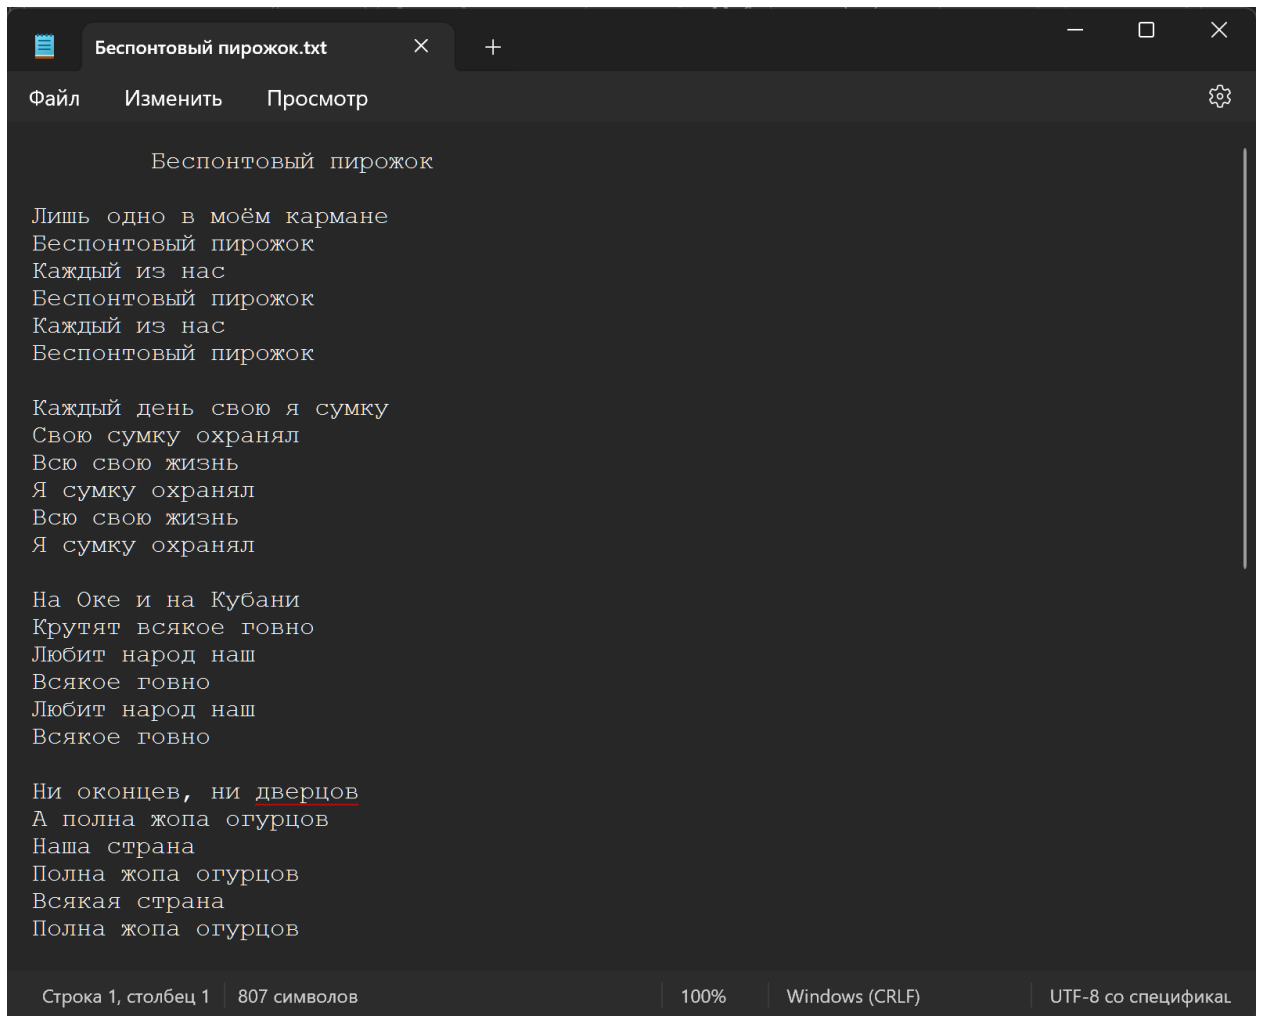 Беспонтовый пирожок.txt
Файл Изменить Просмотр
Беспонтовый пирожок
Лишь одно в моём кармане
Беспонтовый пирожок
Каждый из нас
Беспонтовый пирожок
Каждый из нас
Беспонтовый пирожок
Каждый день свою я сумку
Свою сумку охранял
Всю свою жизнь
Я сумку охранял
Всю свою жизнь
Я сумку охранял
На Оке и на Кубани
Крутят всякое говно
Любит народ наш
Всякое говно
Любит народ наш
Всякое говно
Ни оконцев, ни дверцов
А полна жопа огурцов
Наша страна
Полна жопа огурцов
Всякая страна
Полна жопа огурцов
Строка 1, столбец 1 807 символов 100% Windows (CRLF) UTF-8 со